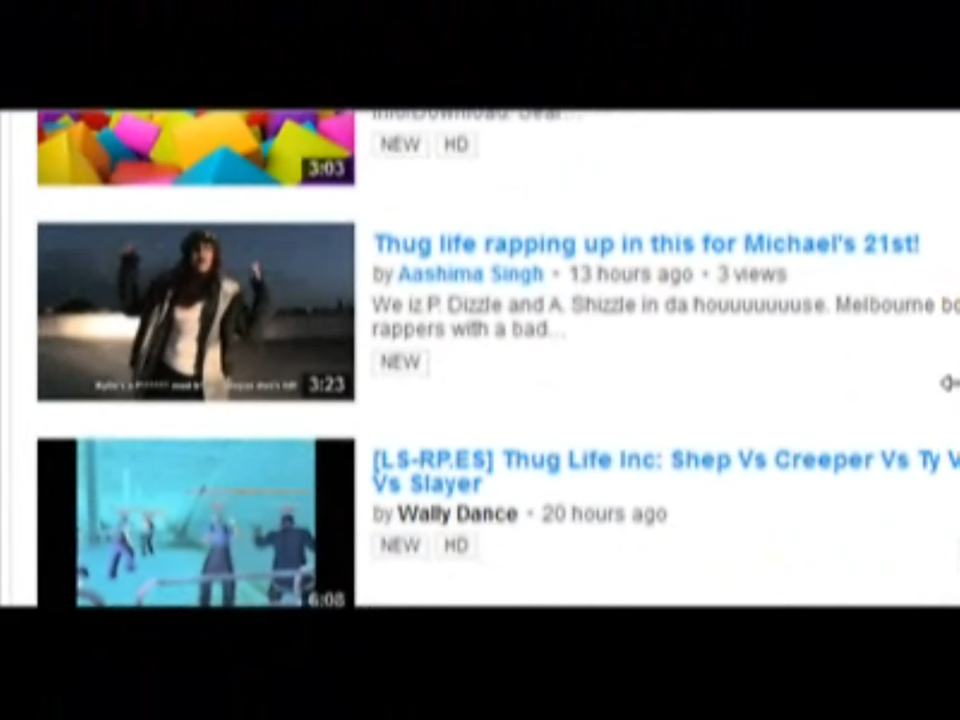 NEW HD
3:03
Thug life rapping up in this for Michael's 21st!
by Aashima Singh • 13 hours ago • 3 views
We iz P. Dizzle and A. Shizzle in da houuuuuuuse. Melbourne
rappers with a bad...
NEW
3:23
[LS-RP.ES] Thug Life Inc: Shep Vs Creeper Vs Ty
Vs Slayer
by Wally Dance • 20 hours ago
NEW HD
6:08